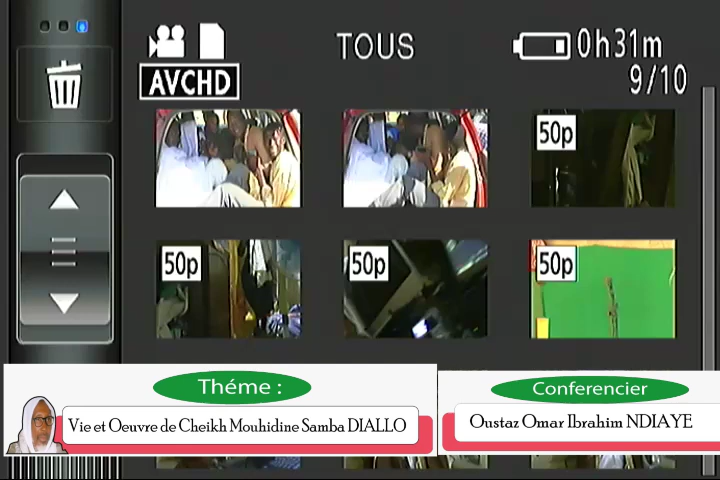 TOUS
0h31m
AVCHD
9/10
50p
50p
50p
50p
Théme :
Vie et Oeuvre de Cheikh Mouhidine Samba DIALLO
Conferencier
Oustaz Omar Ibrahim NDIAYE